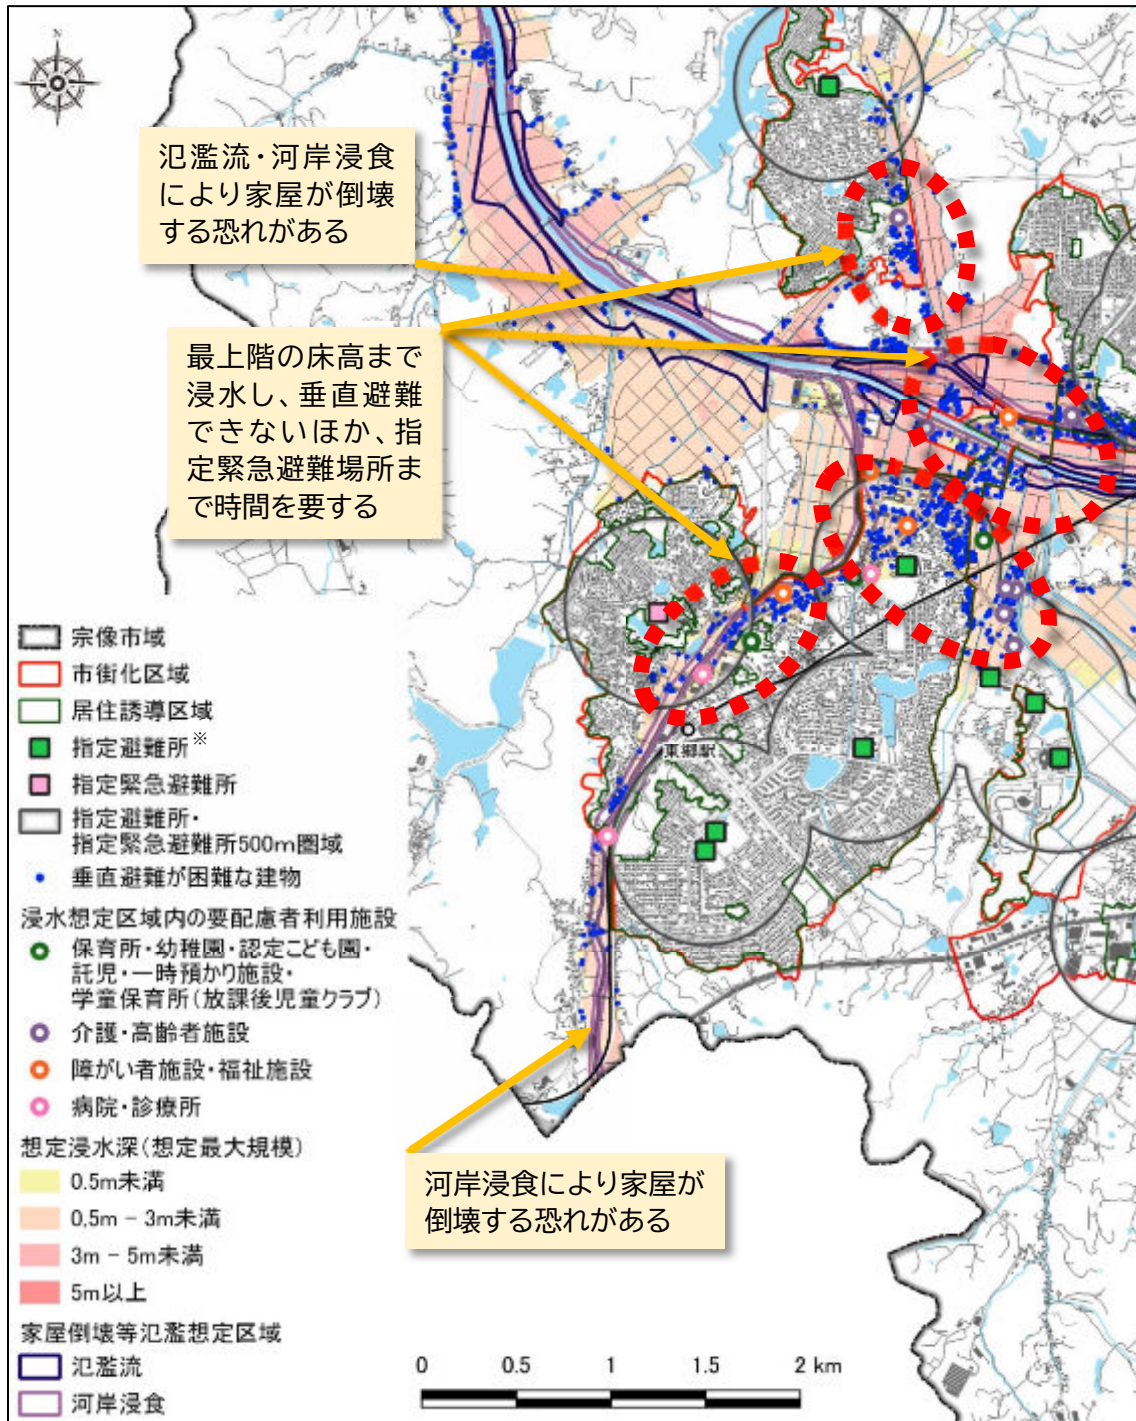 N
氾濫流・河岸浸食
により家屋が倒壊
する恐れがある
最上階の床高まで
浸水し、垂直避難
できないほか、指
定緊急避難場所ま
で時間を要する
東郷駅
宗像市域
市街化区域
居住誘導区域
指定避難所※
指定緊急避難所
指定避難所・
指定緊急避難所500m圏域
垂直避難が困難な建物
浸水想定区域内の要配慮者利用施設
保育所・幼稚園・認定こども園・
託児・一時預かり施設・
学童保育所（放課後児童クラブ）
介護・高齢者施設
障がい者施設・福祉施設
病院・診療所
想定浸水深（想定最大規模）
0.5m未満
0.5m － 3m未満
3m － 5m未満
5m以上
家屋倒壊等氾濫想定区域
氾濫流
河岸浸食
河岸浸食により家屋が
倒壊する恐れがある
0 0.5 1 1.5 2 km